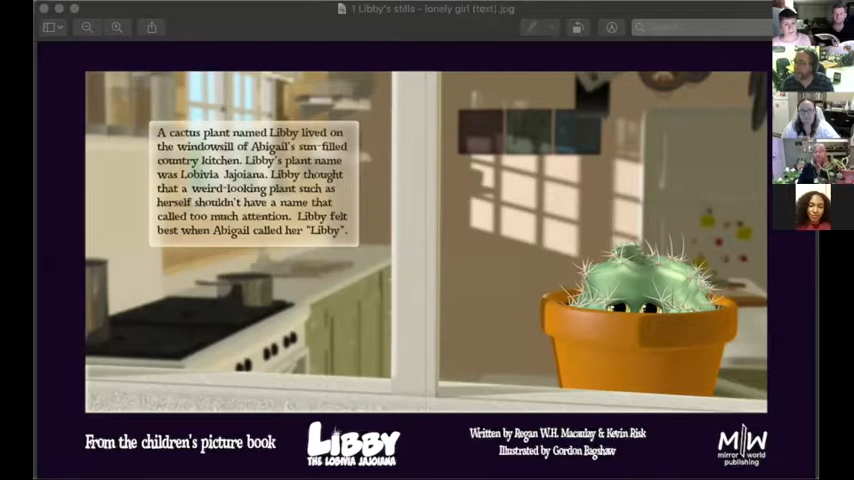 1 Libby's stills - lonely girl (text).jpg
Search
A cactus plant named Libby lived on
the windowsill of Abigail's sun-filled
country kitchen. Libby's plant name
was Lobivia Jajoiana. Libby thought
that a weird-looking plant such as
herself shouldn't have a name that
called too much attention. Libby felt
best when Abigail called her "Libby".
From the children's picture book
LIBBY
THE LOBIVIA JAJOIANA
Written by Regan W.H. Macaulay & Kevin Risk
Illustrated by Gordon Bagshaw
MW
mirror world
publishing